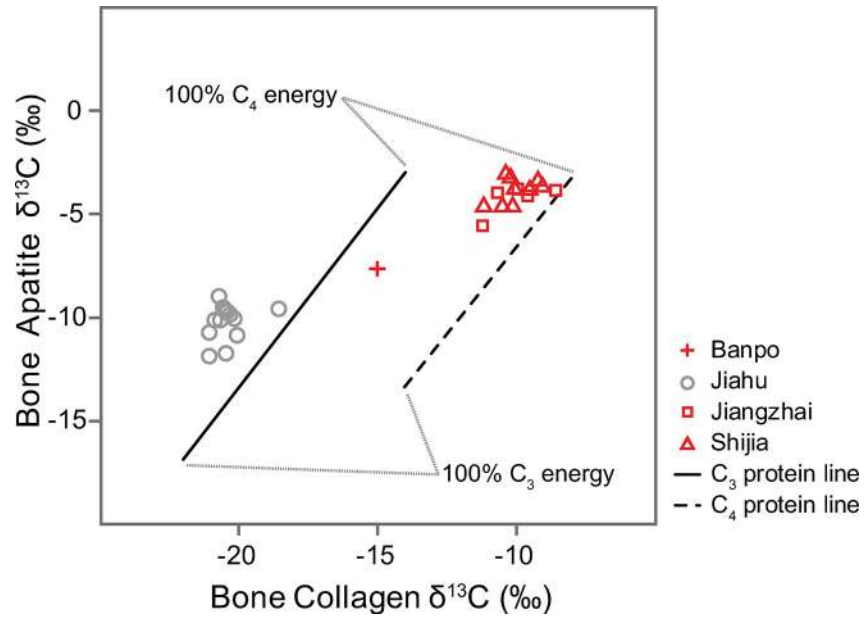 100% C₄ energy
0
-5
-10
-15
Bone Apatite δ¹³C (‰)
100% C₃ energy
-20
-15
-10
Bone Collagen δ¹³C (‰)
Banpo
Jiahu
Jiangzhai
Shijia
C₃ protein line
C₄ protein line